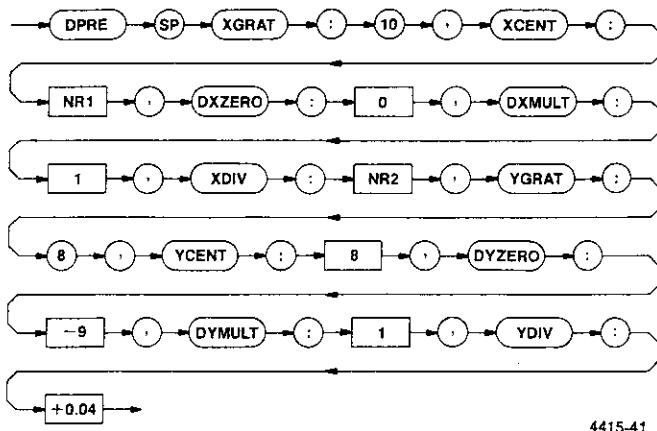 DPRE SP XGRAT : 10 , XCENT :
NR1 , DXZERO : 0 , DXMULT :
1 , XDIV : NR2 , YGRAT :
8 , YCENT : 8 , DYZERO :
−9 , DYMULT : 1 , YDIV :
+0.04
4415-41